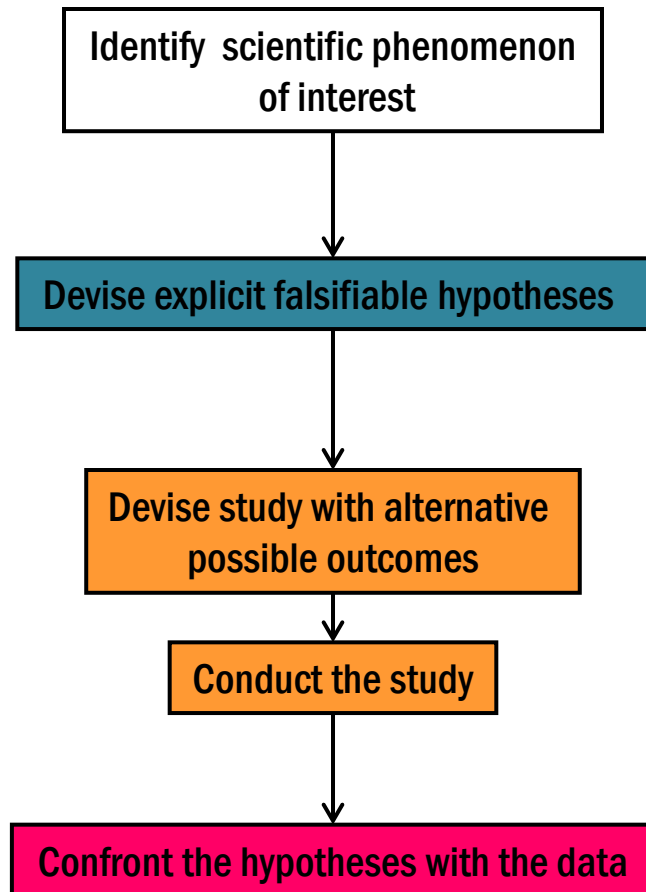 Identify scientific phenomenon
of interest
Devise explicit falsifiable hypotheses
Devise study with alternative
possible outcomes
Conduct the study
Confront the hypotheses with the data